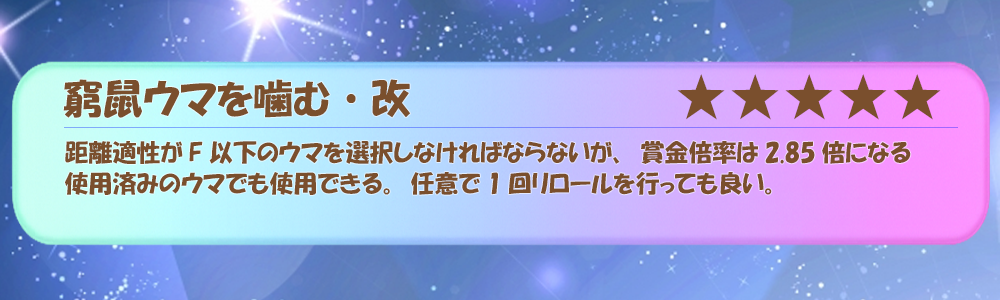 窮鼠ウマを噛む・改 ★★★★★
距離適性がF以下のウマを選択しなければならないが、賞金倍率は2.85倍になる
使用済みのウマでも使用できる。任意で1回リロールを行っても良い。